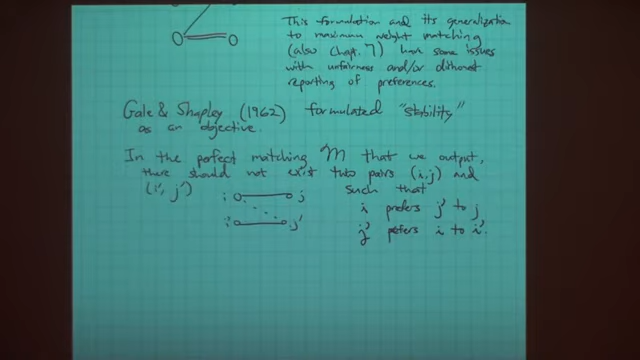 This formulation and its generalization
to maximum weight matching
(also Chapt. 7) have some issues
with unfairness and/or dishonest
reporting of preferences.
Gale & Shapley (1962) formulated "stability"
as an objective.
In the perfect matching M that we output,
there should not exist two pairs (i,j) and
(i', j') such that
i j
i' j'
i prefers j' to j
j' prefers i to i'.